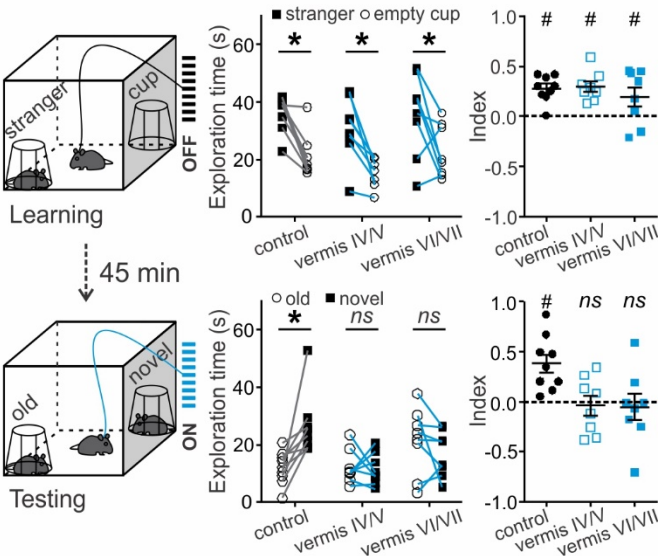 stranger
cup
OFF
Learning
45 min
old
novel
ON
Testing
■ stranger ○ empty cup
Exploration time (s)
60
40
20
0
* * *
control
vermis IV/V
vermis VI/VII
# # #
Index
1.0
0.5
0.0
0.5
-1.0
control
vermis IV/V
vermis VI/VII
○ old ■ novel
Exploration time (s)
60
40
20
0
* ns ns
control
vermis IV/V
vermis VI/VII
# ns ns
Index
1.0
0.5
0.0
-0.5
-1.0
control
vermis IV/V
vermis VI/VII